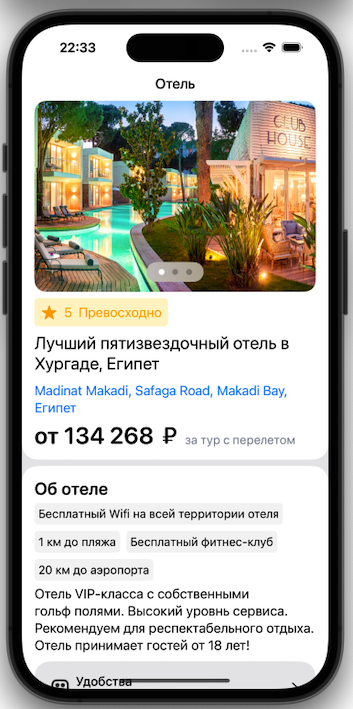 22:33
Отель
CLUB
HOUSE
5 Превосходно
Лучший пятизвездочный отель в
Хургаде, Египет
Madinat Makadi, Safaga Road, Makadi Bay,
Египет
от 134 268 ₽ за тур с перелетом
Об отеле
Бесплатный Wifi на всей территории отеля
1 км до пляжа Бесплатный фитнес-клуб
20 км до аэропорта
Отель VIP-класса с собственными
гольф полями. Высокий уровень сервиса.
Рекомендуем для респектабельного отдыха.
Отель принимает гостей от 18 лет!
Удобства